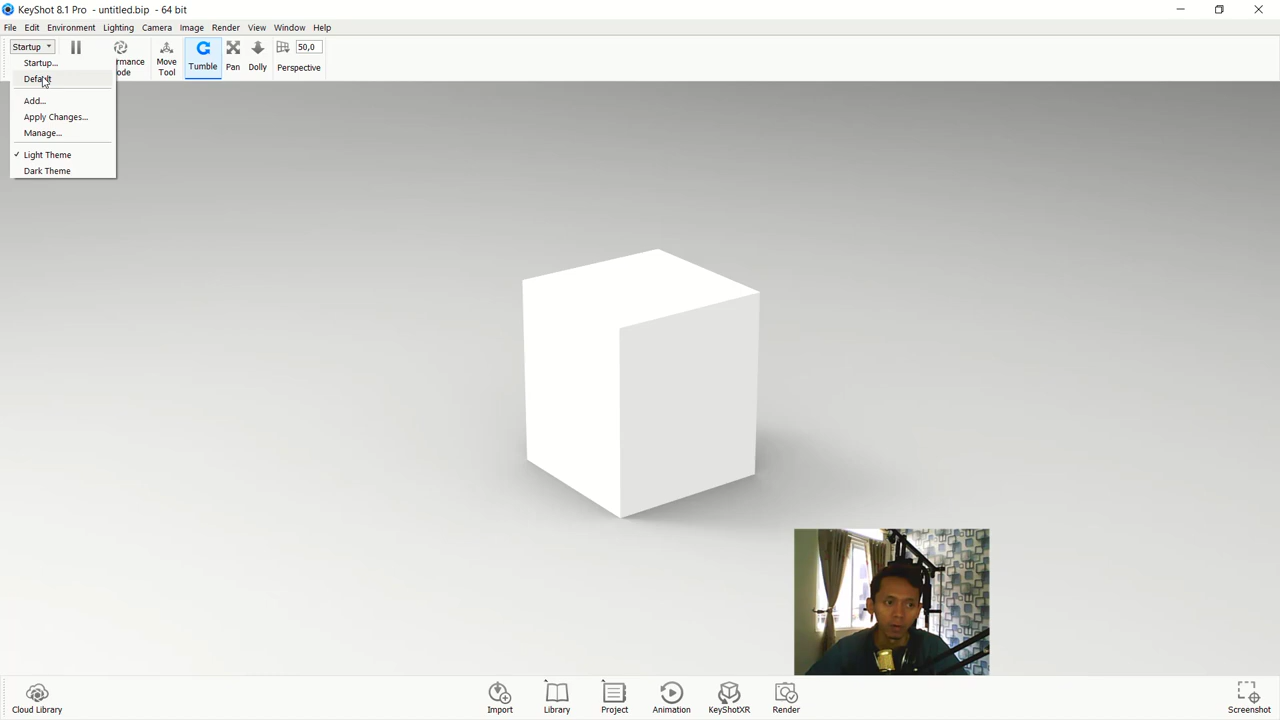 KeyShot 8.1 Pro - untitled.bip - 64 bit
File Edit Environment Lighting Camera Image Render View Window Help
Startup
Startup...
Default
Add...
Apply Changes...
Manage...
Light Theme
Dark Theme
rmance
ode
Move
Tool
Tumble
Pan
Dolly
50,0
Perspective
Cloud Library
Import
Library
Project
Animation
KeyShotXR
Render
Screenshot